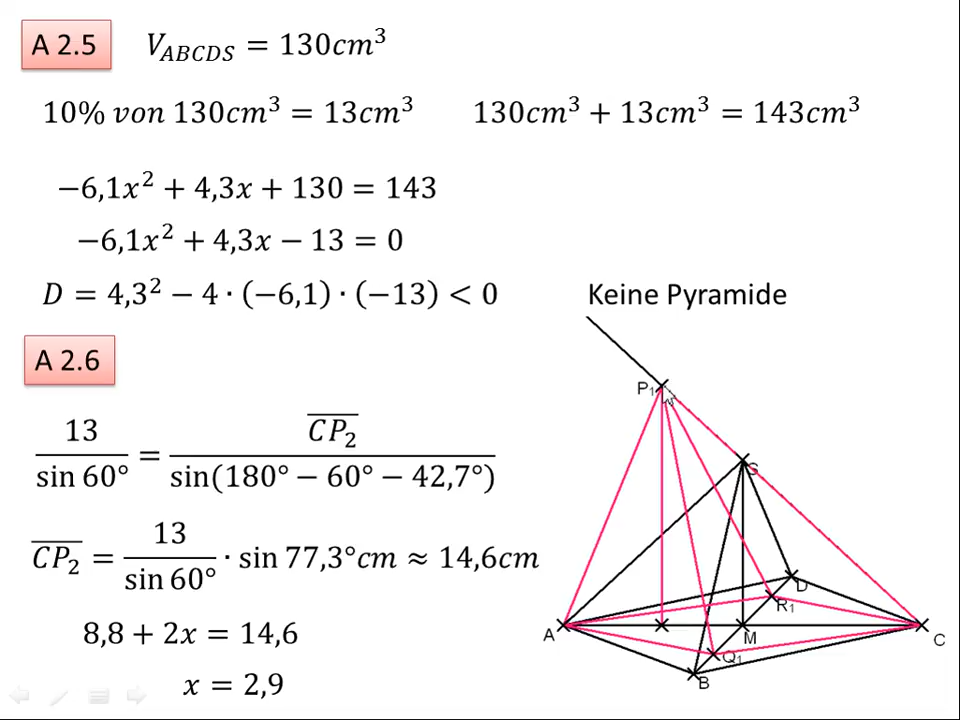 A 2.5 V_ABCDS = 130cm³
10% von 130cm³ = 13cm³ 130cm³ + 13cm³ = 143cm³
−6,1x² + 4,3x + 130 = 143
−6,1x² + 4,3x − 13 = 0
D = 4,3² − 4 · (−6,1) · (−13) < 0 Keine Pyramide
A 2.6
13 / sin 60° = CP₂ / sin(180° − 60° − 42,7°)
CP₂ = 13 / sin 60° · sin 77,3°cm ≈ 14,6cm
8,8 + 2x = 14,6
x = 2,9
P₁
S
D
R₁
A
M
C
Q₁
B